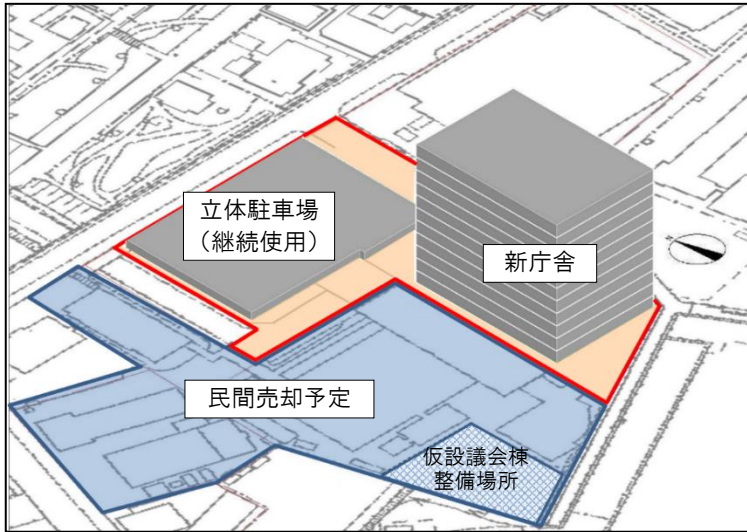 立体駐車場
（継続使用）
新庁舎
民間売却予定
仮設議会棟
整備場所